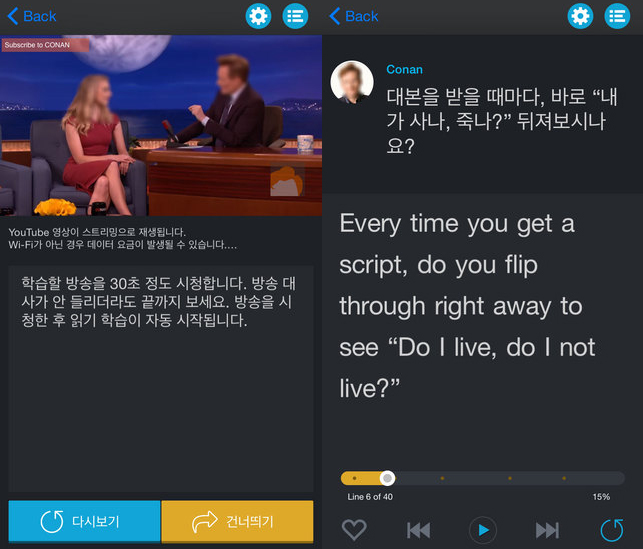 Back
Subscribe to CONAN
YouTube 영상이 스트리밍으로 재생됩니다.
Wi-Fi가 아닌 경우 데이터 요금이 발생될 수 있습니다....
학습할 방송을 30초 정도 시청합니다. 방송 대
사가 안 들리더라도 끝까지 보세요. 방송을 시
청한 후 읽기 학습이 자동 시작됩니다.
다시보기
건너띄기
Back
Conan
대본을 받을 때마다, 바로 “내
가 사나, 죽나?” 뒤져보시나
요?
Every time you get a
script, do you flip
through right away to
see “Do I live, do I not
live?”
Line 6 of 40
15%